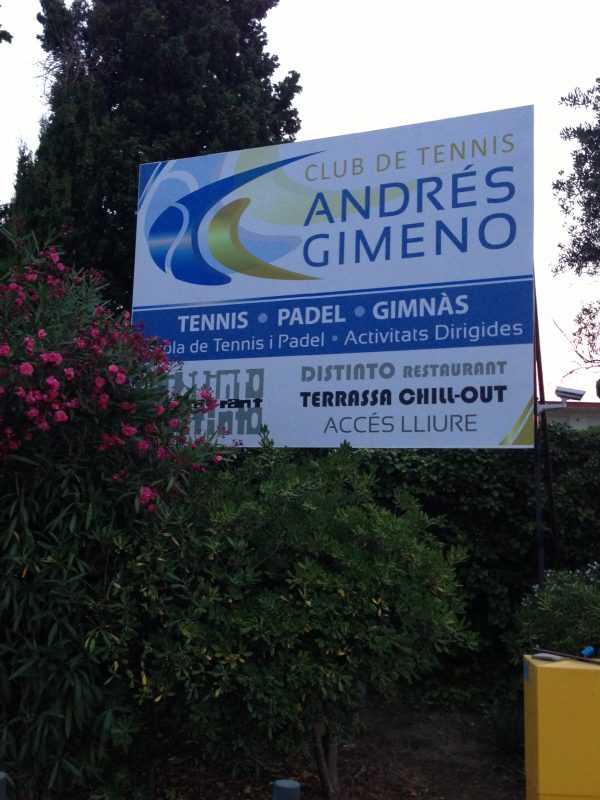 CLUB DE TENNIS
ANDRÉS
GIMENO
TENNIS • PADEL • GIMNÀS
de Tennis i Padel • Activitats Dirigides
DISTINTO RESTAURANT
TERRASSA CHILL-OUT
ACCÉS LLIURE